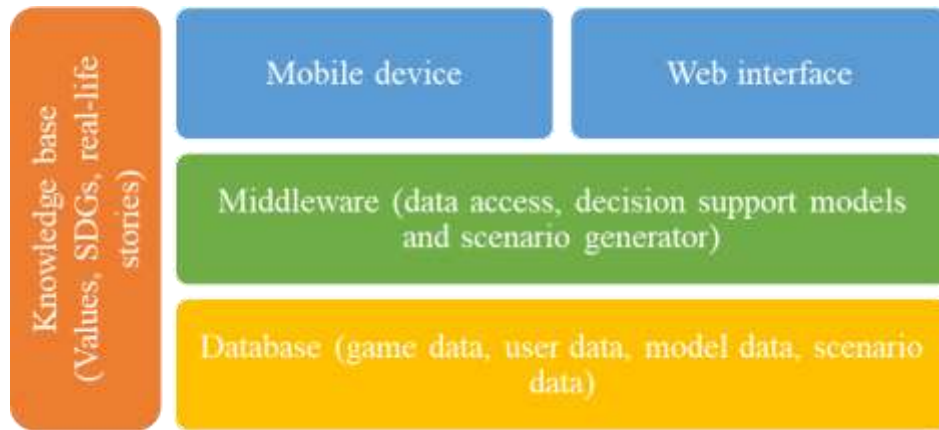 Knowledge base
(Values, SDGs, real-life
stories)
Mobile device
Web interface
Middleware (data access, decision support models
and scenario generator)
Database (game data, user data, model data, scenario
data)